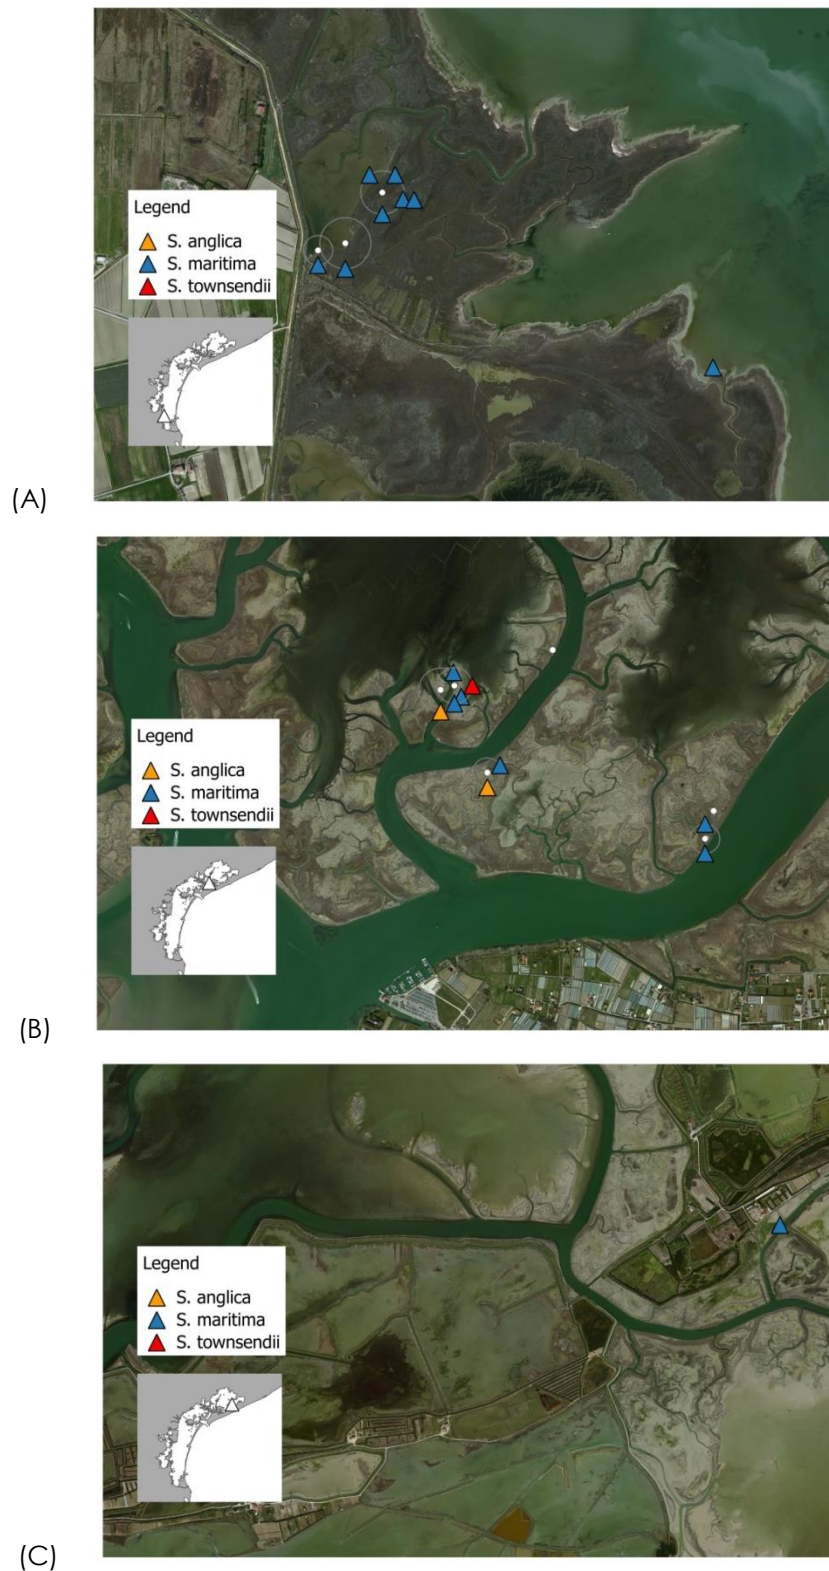 Legend
S. anglica
S. maritima
S. townsendii
(A)
Legend
S. anglica
S. maritima
S. townsendii
(B)
Legend
S. anglica
S. maritima
S. townsendii
(C)